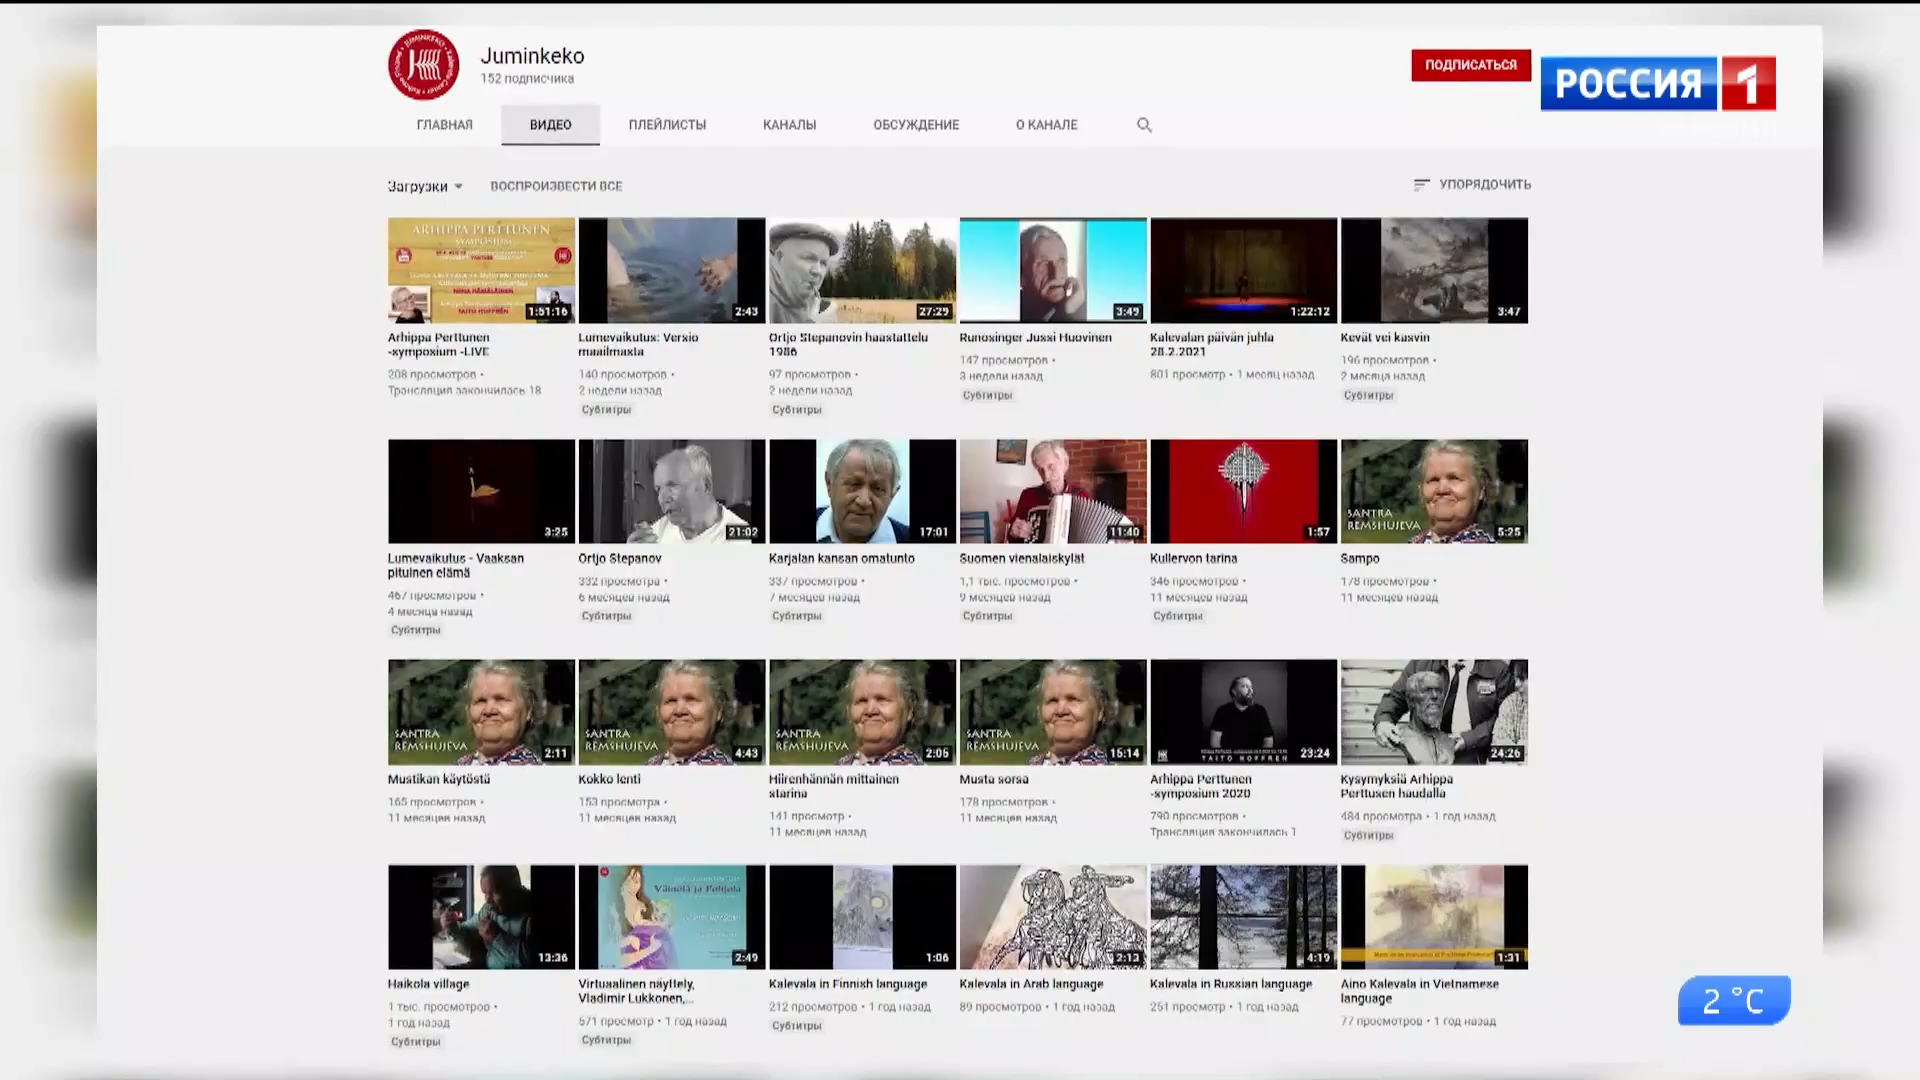 Juminkeko
152 подписчика
ПОДПИСАТЬСЯ
РОССИЯ 1
ГЛАВНАЯ ВИДЕО ПЛЕЙЛИСТЫ КАНАЛЫ ОБСУЖДЕНИЕ О КАНАЛЕ
Загрузки ВОСПРОИЗВЕСТИ ВСЕ УПОРЯДОЧИТЬ
ARHIPPA PERTTUNEN
SYMPOSIUM
1:51:16 2:43 27:29 3:49 1:22:12 3:47
Arhippa Perttunen
-symposium -LIVE
208 просмотров •
Трансляция закончилась 18
Lumevaikutus: Versio
maailmasta
140 просмотров •
2 недели назад
Субтитры
Ortjo Stepanovin haastattelu
1986
97 просмотров •
2 недели назад
Субтитры
Runosinger Jussi Huovinen
147 просмотров •
3 недели назад
Субтитры
Kalevalan päivän juhla
28.2.2021
801 просмотр • 1 месяц назад
Kevät vei kasvin
196 просмотров •
2 месяца назад
Субтитры
SANTRA
REMSHUJEVA
3:25 21:02 17:01 11:40 1:57 5:25
Lumevaikutus - Vaaksan
pituinen elämä
467 просмотров •
4 месяца назад
Субтитры
Ortjo Stepanov
332 просмотра •
6 месяцев назад
Субтитры
Karjalan kansan omatunto
337 просмотров •
7 месяцев назад
Субтитры
Suomen vienalaiskylät
1,1 тыс. просмотров •
9 месяцев назад
Субтитры
Kullervon tarina
346 просмотров •
11 месяцев назад
Субтитры
Sampo
178 просмотров •
11 месяцев назад
SANTRA
REMSHUJEVA
2:11
SANTRA
REMSHUJEVA
4:43
SANTRA
REMSHUJEVA
2:05
SANTRA
REMSHUJEVA
15:14
TAITO HOFFREN
23:24
24:26
Mustikan käytöstä
165 просмотров •
11 месяцев назад
Kokko lenti
153 просмотра •
11 месяцев назад
Hiirenhännän mittainen
starina
141 просмотр •
11 месяцев назад
Musta sorsa
178 просмотров •
11 месяцев назад
Arhippa Perttunen
-symposium 2020
790 просмотров •
Трансляция закончилась 1
Kysymyksiä Arhippa
Perttusen haudalla
484 просмотра • 1 год назад
Субтитры
Väinölä ja Pohjola
13:36 2:49 1:06 2:13 4:19 1:31
Haikola village
1 тыс. просмотров •
1 год назад
Субтитры
Virtuaalinen näyttely,
Vladimir Lukkonen,...
571 просмотр • 1 год назад
Субтитры
Kalevala in Finnish language
212 просмотров • 1 год назад
Субтитры
Kalevala in Arab language
89 просмотров • 1 год назад
Kalevala in Russian language
251 просмотр • 1 год назад
Aino Kalevala in Vietnamese
language
77 просмотров • 1 год назад
2 °C